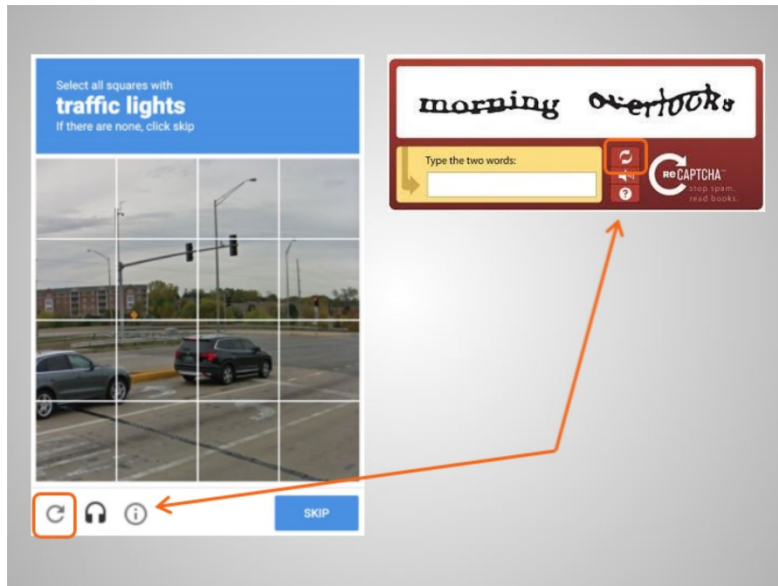 Select all squares with
traffic lights
If there are none, click skip
SKIP
morning overlooks
Type the two words:
reCAPTCHA™
stop spam.
read books.